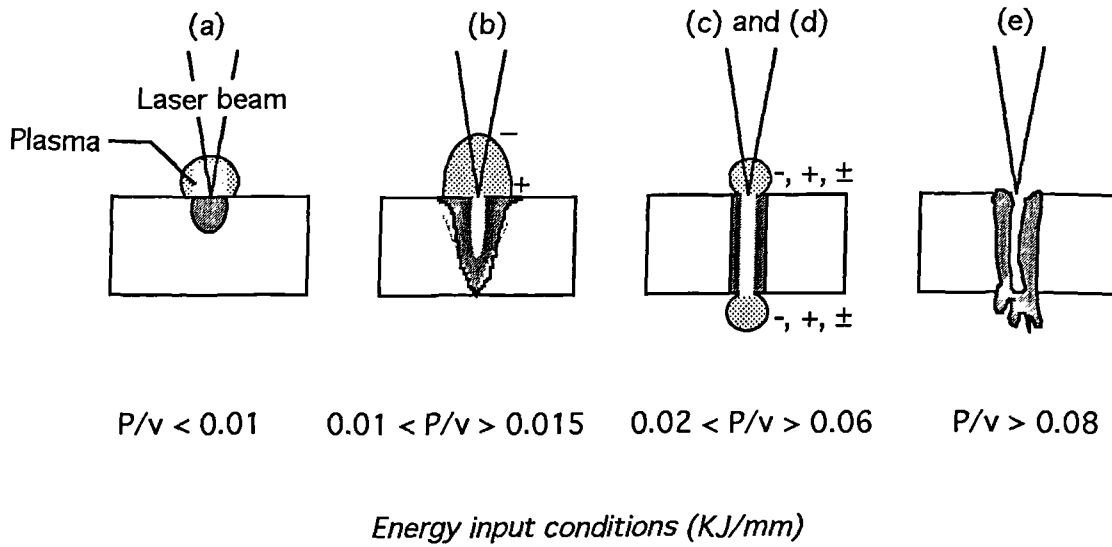 (a) (b) (c) and (d) (e)
Laser beam
Plasma
−
+
-, +, ±
-, +, ±
P/v < 0.01 0.01 < P/v > 0.015 0.02 < P/v > 0.06 P/v > 0.08
Energy input conditions (KJ/mm)